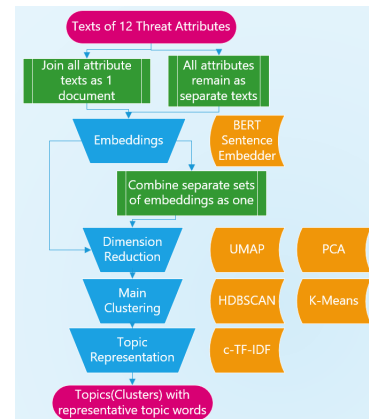 Texts of 12 Threat Attributes
Join all attribute
texts as 1
document
All attributes
remain as
separate texts
Embeddings
BERT
Sentence
Embedder
Combine separate sets
of embeddings as one
Dimension
Reduction
UMAP
PCA
Main
Clustering
HDBSCAN
K-Means
Topic
Representation
c-TF-IDF
Topics(Clusters) with
representative topic words